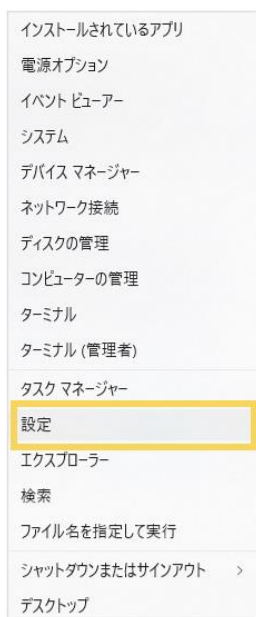 インストールされているアプリ
電源オプション
イベント ビューアー
システム
デバイス マネージャー
ネットワーク接続
ディスクの管理
コンピューターの管理
ターミナル
ターミナル (管理者)
タスク マネージャー
設定
エクスプローラー
検索
ファイル名を指定して実行
シャットダウンまたはサインアウト >
デスクトップ